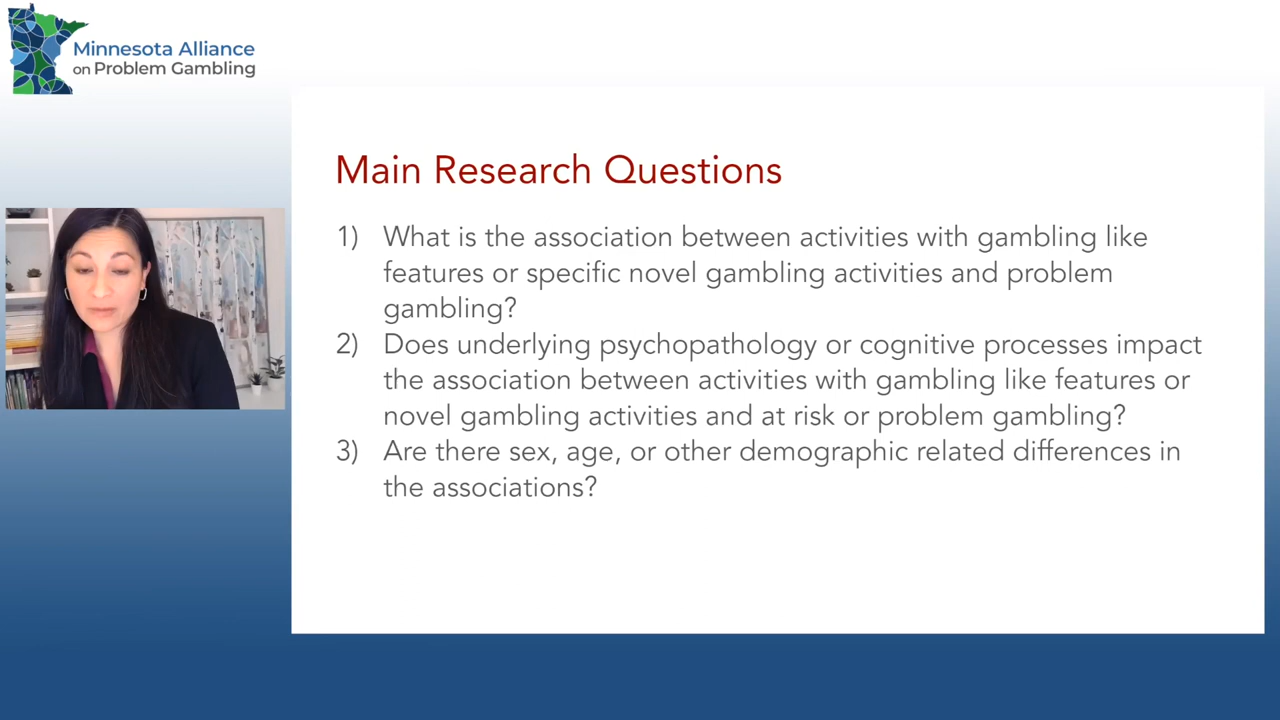 Minnesota Alliance
on Problem Gambling
Main Research Questions
1) What is the association between activities with gambling like
features or specific novel gambling activities and problem
gambling?
2) Does underlying psychopathology or cognitive processes impact
the association between activities with gambling like features or
novel gambling activities and at risk or problem gambling?
3) Are there sex, age, or other demographic related differences in
the associations?